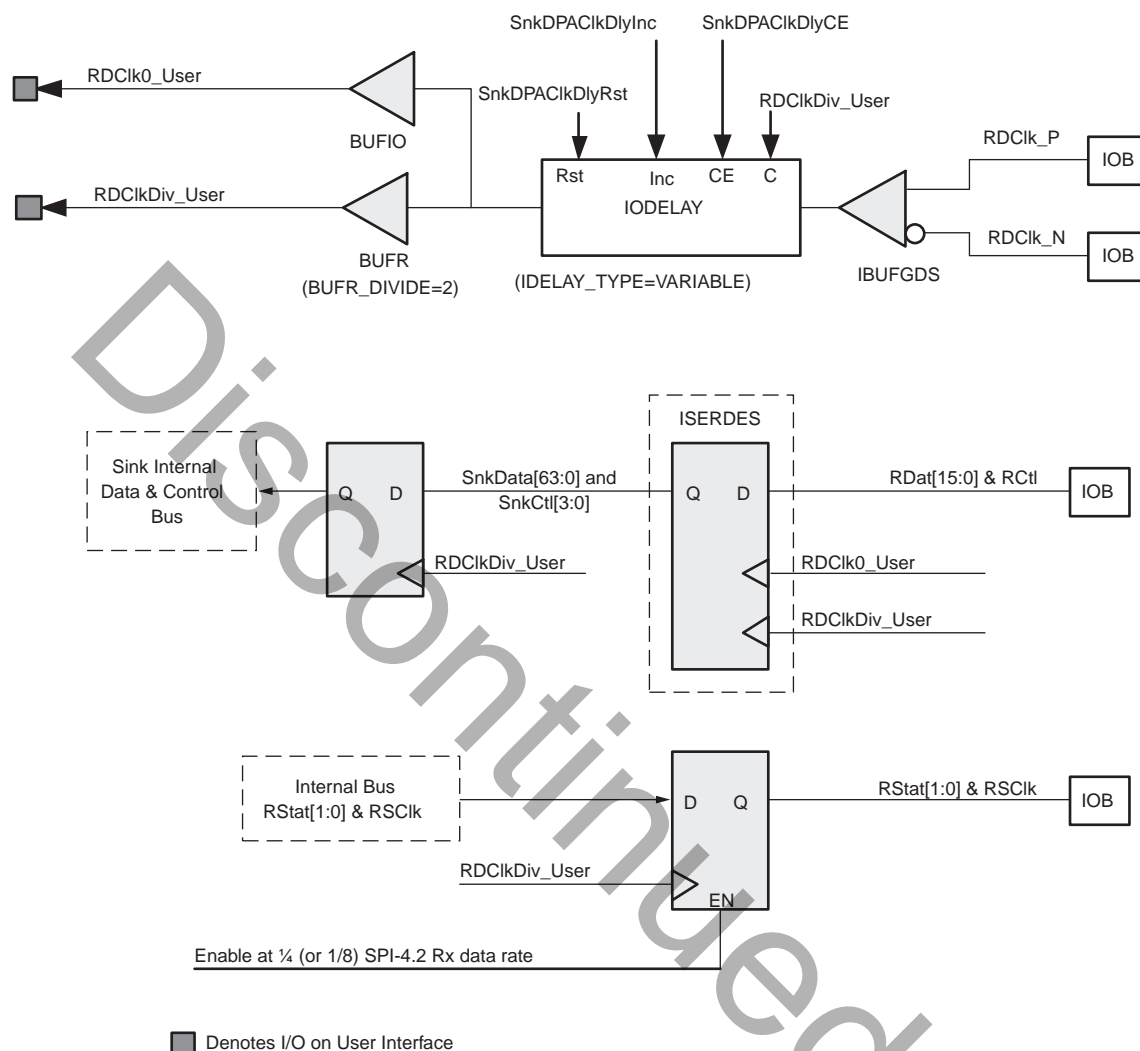 SnkDPAClkDlyInc
SnkDPAClkDlyCE
RDClk0_User
SnkDPAClkDlyRst
RDClkDiv_User
RDClk_P
IOB
BUFIO
Rst
Inc
CE
C
RDClkDiv_User
IODELAY
RDClk_N
IOB
BUFR
(BUFR_DIVIDE=2)
(IDELAY_TYPE=VARIABLE)
IBUFGDS
ISERDES
Sink Internal
Data & Control
Bus
Q
D
SnkData[63:0] and
SnkCtl[3:0]
Q
D
RDat[15:0] & RCtl
IOB
RDClkDiv_User
RDClk0_User
RDClkDiv_User
Internal Bus
RStat[1:0] & RSClk
D
Q
RStat[1:0] & RSClk
IOB
RDClkDiv_User
EN
Enable at ¼ (or 1/8) SPI-4.2 Rx data rate
Denotes I/O on User Interface
Discontinued